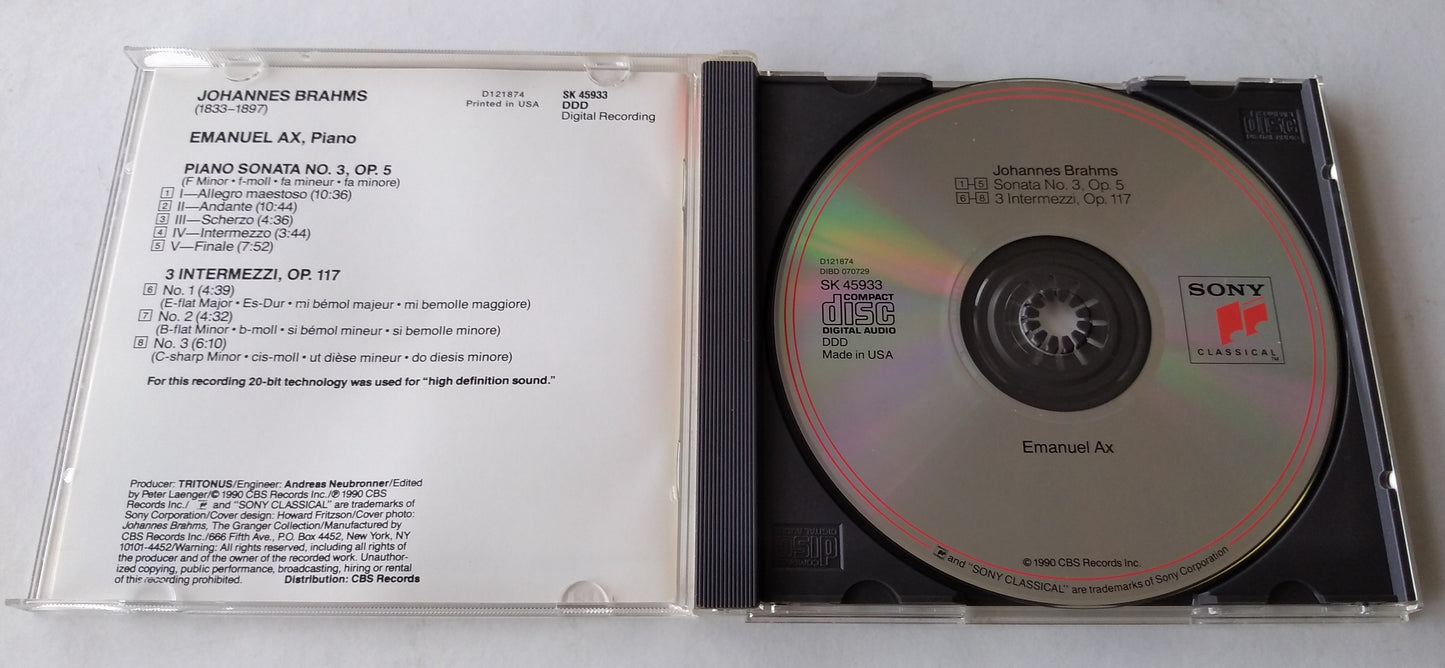 JOHANNES BRAHMS
(1833–1897)
D121874
Printed in USA
SK 45933
DDD
Digital Recording
EMANUEL AX, Piano
PIANO SONATA NO. 3, OP. 5
(F Minor • f-moll • fa mineur • fa minore)
1 I—Allegro maestoso (10:36)
2 II—Andante (10:44)
3 III—Scherzo (4:36)
4 IV—Intermezzo (3:44)
5 V—Finale (7:52)
3 INTERMEZZI, OP. 117
6 No. 1 (4:39)
(E-flat Major • Es-Dur • mi bémol majeur • mi bemolle maggiore)
7 No. 2 (4:32)
(B-flat Minor • b-moll • si bémol mineur • si bemolle minore)
8 No. 3 (6:10)
(C-sharp Minor • cis-moll • ut dièse mineur • do diesis minore)
For this recording 20-bit technology was used for "high definition sound."
Producer: TRITONUS/Engineer: Andreas Neubronner/Edited
by Peter Laenger/© 1990 CBS Records Inc./℗ 1990 CBS
Records Inc./ and "SONY CLASSICAL" are trademarks of
Sony Corporation/Cover design: Howard Fritzson/Cover photo:
Johannes Brahms, The Granger Collection/Manufactured by
CBS Records Inc./666 Fifth Ave., P.O. Box 4452, New York, NY
10101-4452/Warning: All rights reserved, including all rights of
the producer and of the owner of the recorded work. Unauthor-
ized copying, public performance, broadcasting, hiring or rental
of this recording prohibited. Distribution: CBS Records
Johannes Brahms
1-5 Sonata No. 3, Op. 5
6-8 3 Intermezzi, Op. 117
D121874
DIBD 070729
SK 45933
COMPACT
disc
DIGITAL AUDIO
DDD
Made in USA
SONY
CLASSICAL™
Emanuel Ax
© 1990 CBS Records Inc.
and "SONY CLASSICAL" are trademarks of Sony Corporation
disc
DIGITAL AUDIO
COMPACT
disc
DIGITAL AUDIO